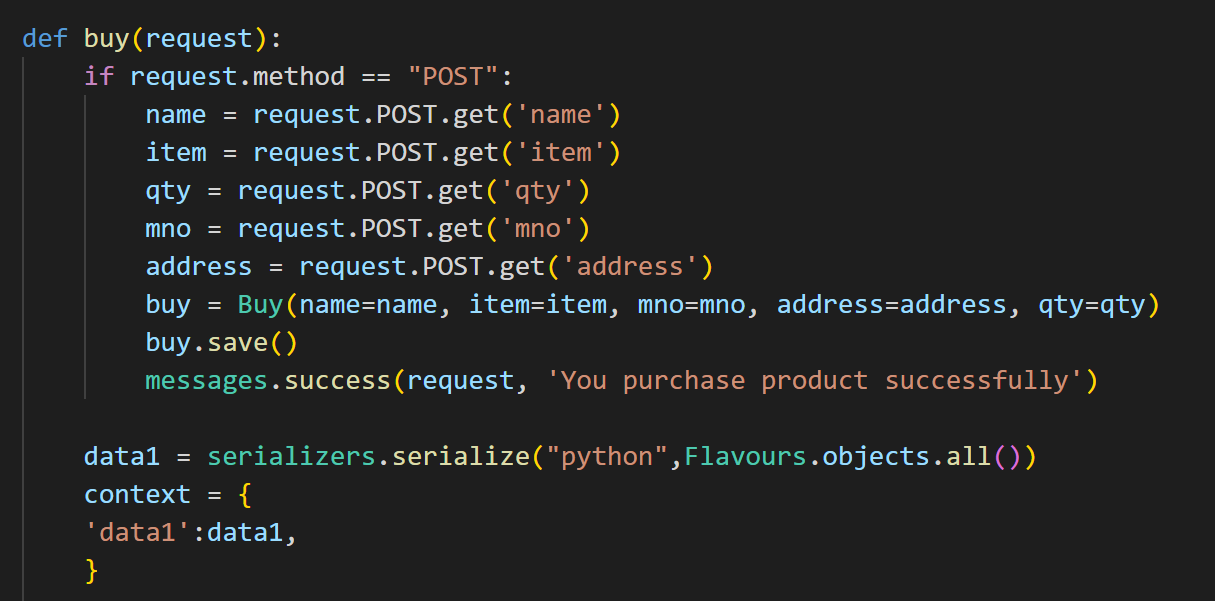 def buy(request):
    if request.method == "POST":
        name = request.POST.get('name')
        item = request.POST.get('item')
        qty = request.POST.get('qty')
        mno = request.POST.get('mno')
        address = request.POST.get('address')
        buy = Buy(name=name, item=item, mno=mno, address=address, qty=qty)
        buy.save()
        messages.success(request, 'You purchase product successfully')

    data1 = serializers.serialize("python",Flavours.objects.all())
    context = {
    'data1':data1,
    }